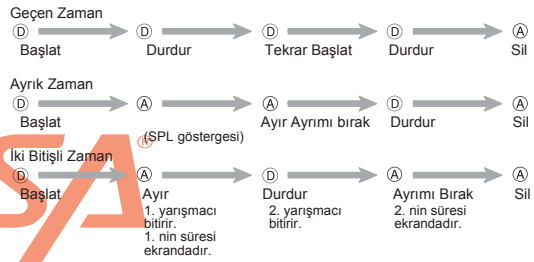 Geçen Zaman
D D D D A
Başlat Durdur Tekrar Başlat Durdur Sil
Ayrık Zaman
D A A D A
Başlat (SPL göstergesi) Ayır Ayrımı bırak Durdur Sil
İki Bitişli Zaman ®
D A D A A
Başlat Ayır Durdur Ayrımı Bırak Sil
1. yarışmacı 2. yarışmacı 2. nin süresi
bitirir. bitirir. ekrandadır.
1. nin süresi
ekrandadır.
SA